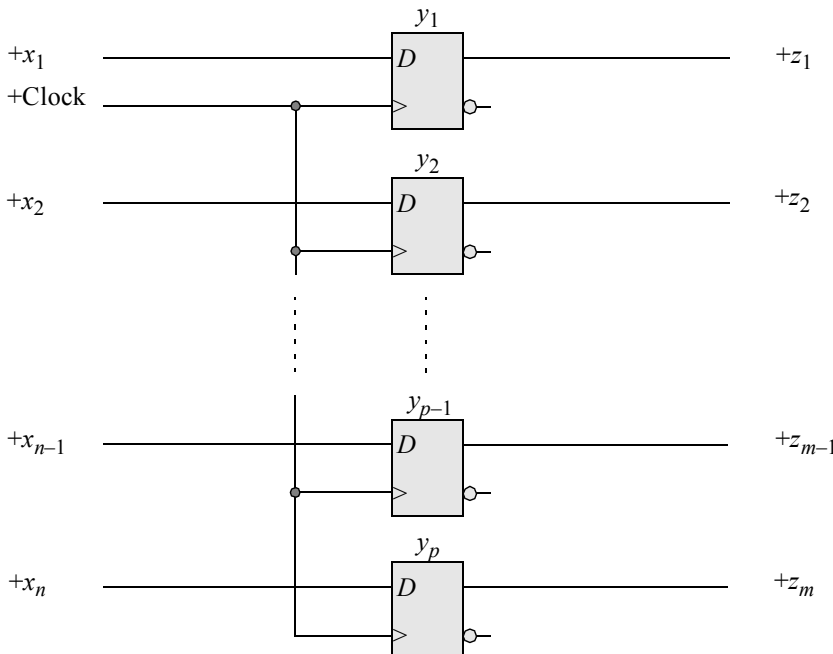 y₁
+x₁ D +z₁
+Clock
y₂
+x₂ D +z₂
yₚ₋₁
+xₙ₋₁ D +zₘ₋₁
yₚ
+xₙ D +zₘ